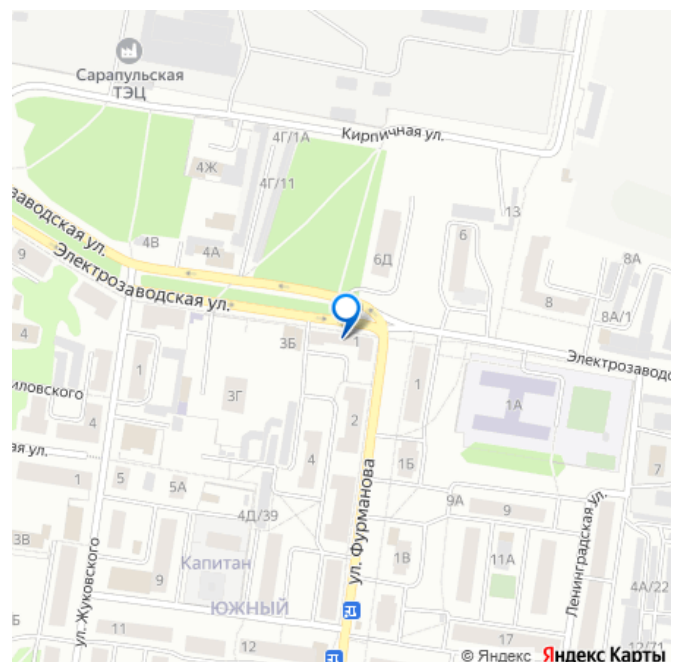 Сарапульская
ТЭЦ
Кирпичная ул.
4Г/1А
4Ж
4Г/11
13
заводская ул.
4В
4А
6Д
6
8А
9
Электрозаводская ул.
8
8А/1
4
3Б
1
Электрозаводс
1
1
1А
иловского
3Г
4
2
4
1Б
7
ая ул.
1
5
5А
9А
9
4Д/39
ул. Фурманова
Ленинградская ул.
3В
Капитан
1В
11А
9
ул. Жуковского
ЮЖНЫЙ
4А/22
Б
11
12
17
12/71
© Яндекс Яндекс Карты